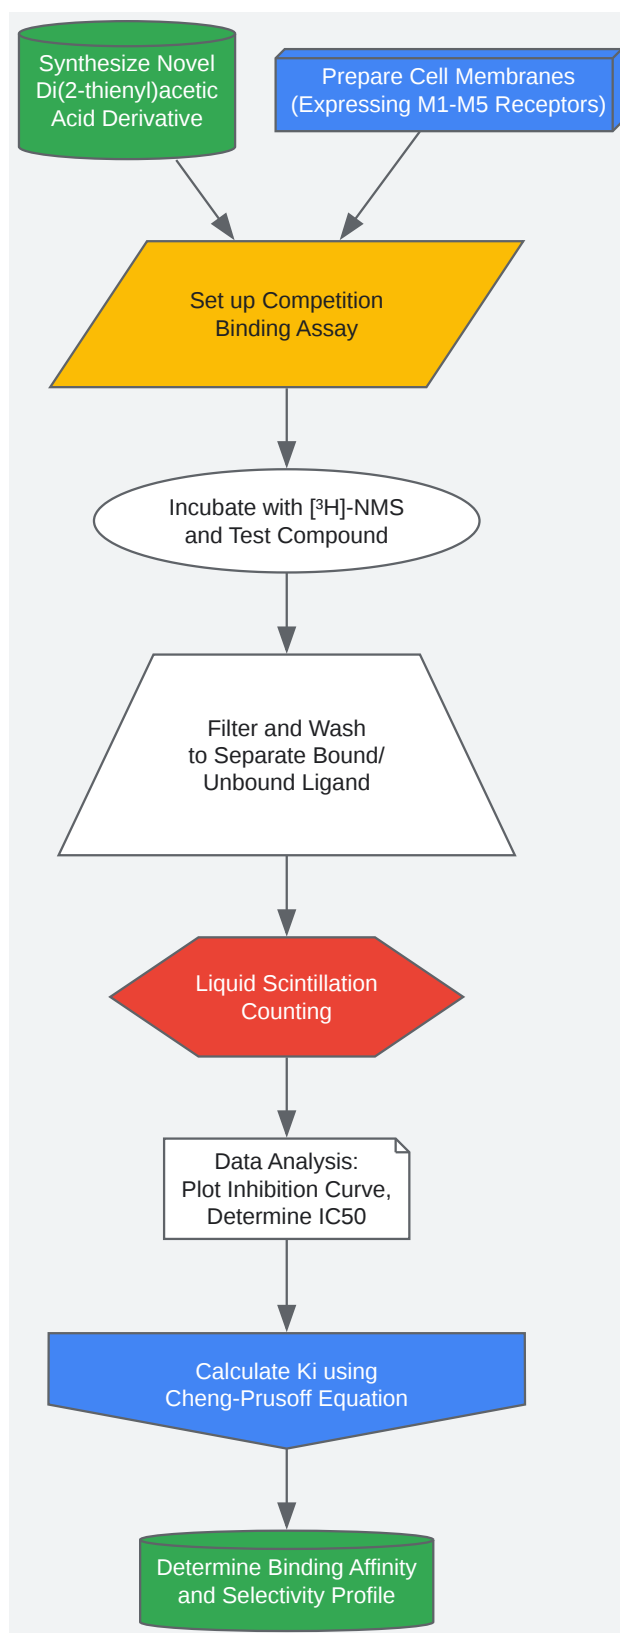 Synthesize Novel
Di(2-thienyl)acetic
Acid Derivative
Prepare Cell Membranes
(Expressing M1-M5 Receptors)
Set up Competition
Binding Assay
Incubate with [³H]-NMS
and Test Compound
Filter and Wash
to Separate Bound/
Unbound Ligand
Liquid Scintillation
Counting
Data Analysis:
Plot Inhibition Curve,
Determine IC50
Calculate Ki using
Cheng-Prusoff Equation
Determine Binding Affinity
and Selectivity Profile